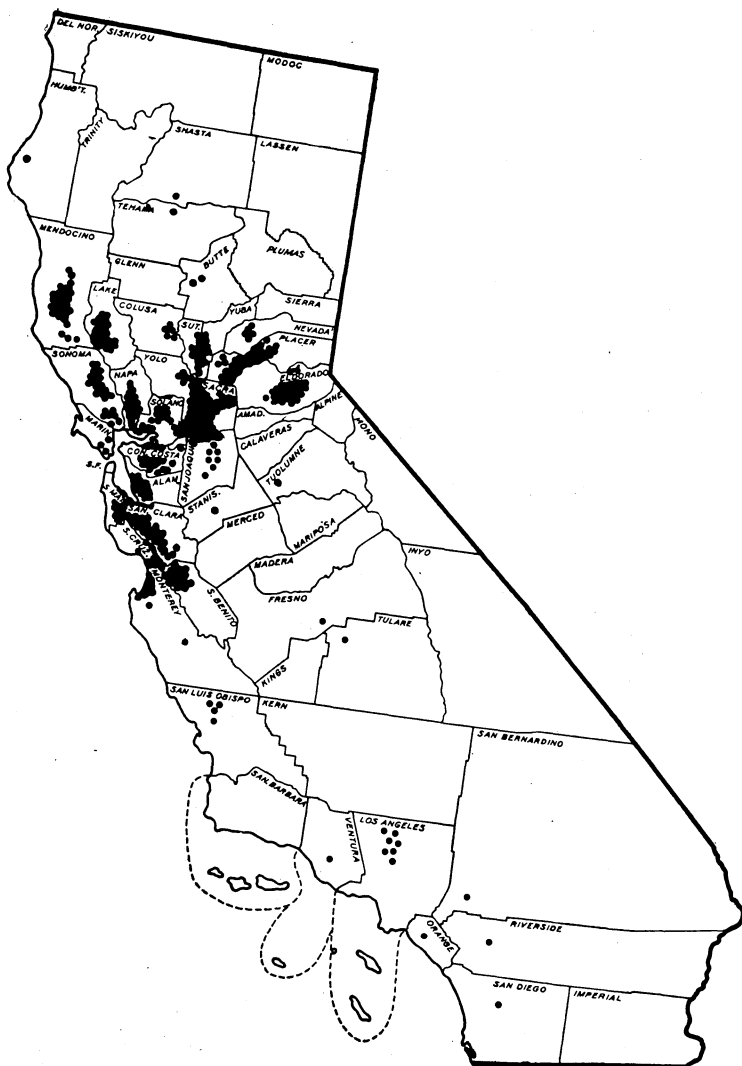 DEL NOR.
SISKIYOU
MODOC
HUMB'T.
TRINITY
SHASTA
LASSEN
TEHAMA
MENDOCINO
GLENN
BUTTE
PLUMAS
LAKE
COLUSA
SUT.
YUBA
SIERRA
NEVADA
PLACER
SONOMA
NAPA
YOLO
SACRA
ELDORADO
SOLANO
AMAD.
ALPINE
MONO
MARIN
CALAVERAS
CON. COSTA
S.F.
SAN JOAQUIN
TUOLUMNE
ALAM.
STANIS.
S. MAT.
SAN. CLARA
MERCED
MARIPOSA
S. CRUZ
MADERA
INYO
MONTEREY
S. BENITO
FRESNO
TULARE
KINGS
SAN LUIS OBISPO
KERN
SAN BERNARDINO
SAN. BARBARA
VENTURA
LOS ANGELES
ORANGE
RIVERSIDE
SAN DIEGO
IMPERIAL